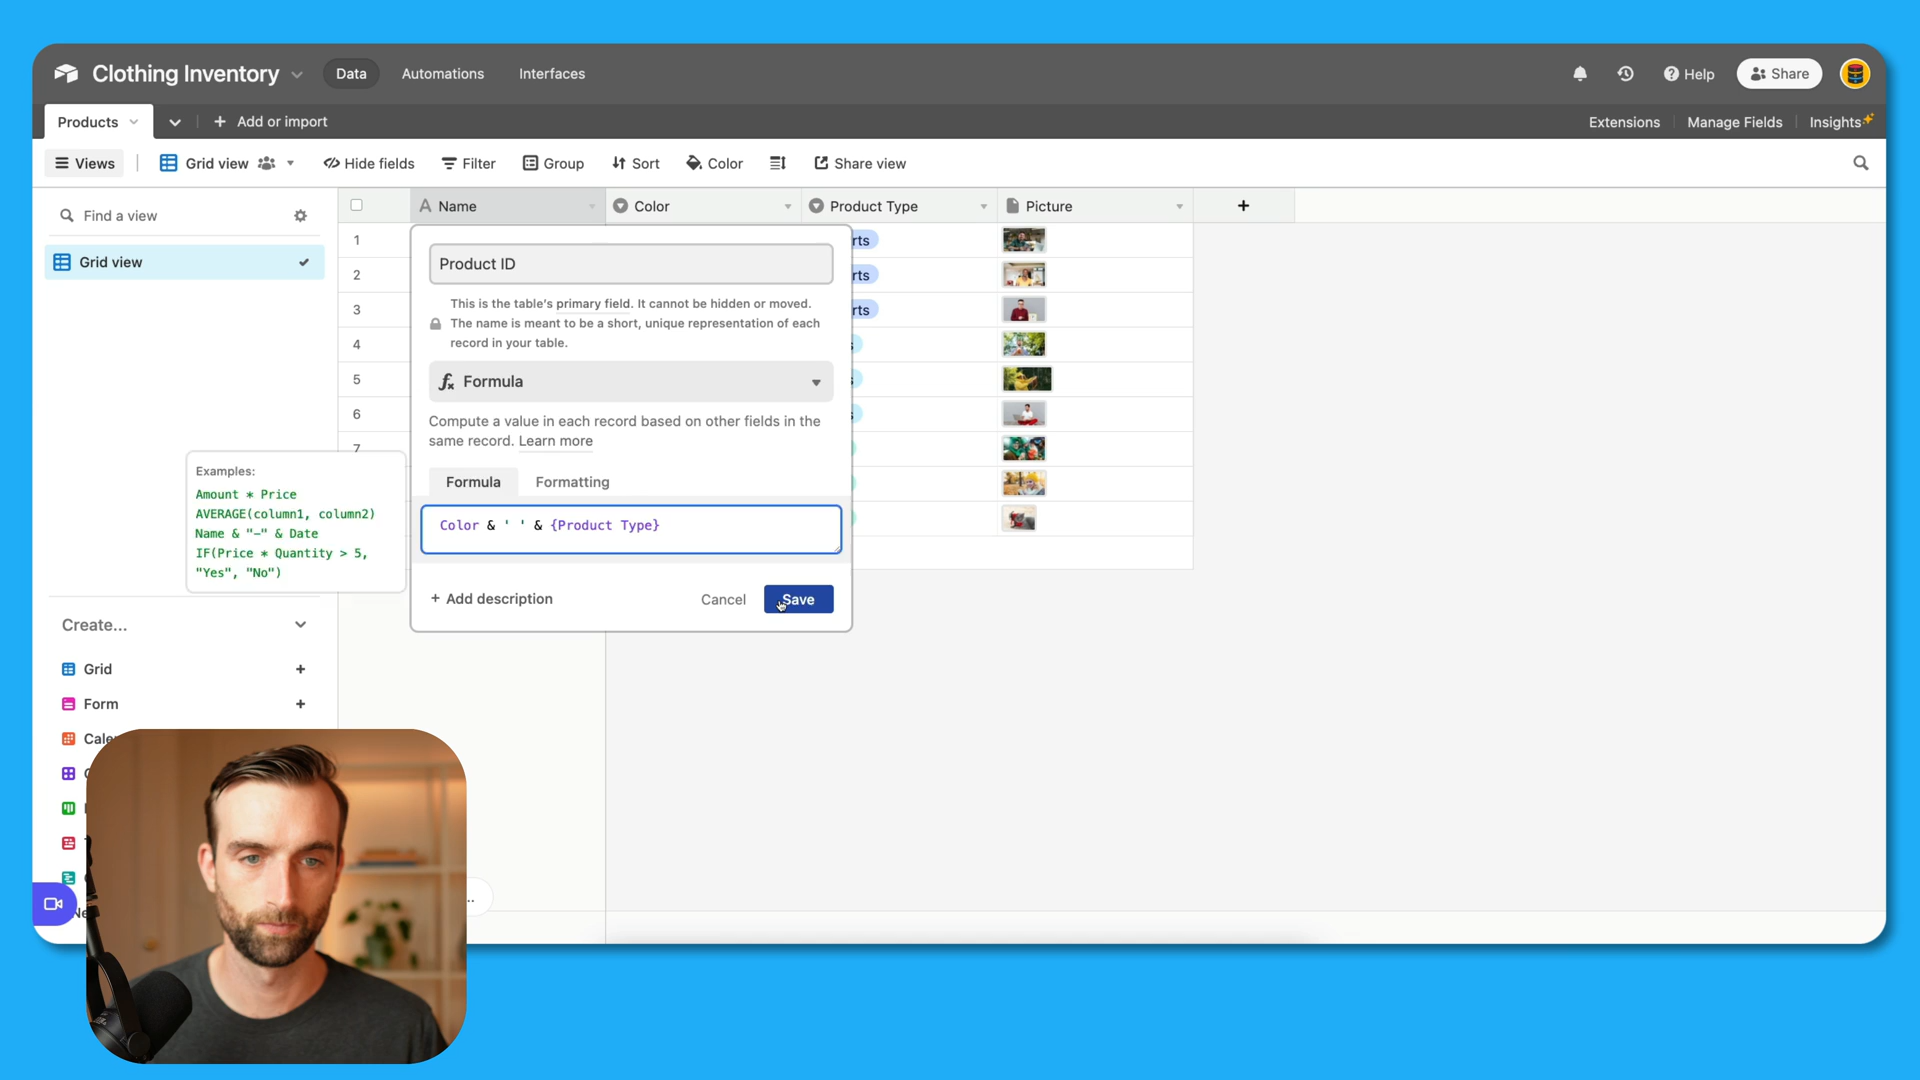 Clothing Inventory
Data
Automations
Interfaces
Help
Share
Products
Add or import
Extensions
Manage Fields
Insights
Views
Grid view
Hide fields
Filter
Group
Sort
Color
Share view
Find a view
Name
Color
Product Type
Picture
Grid view
1
2
3
4
5
6
7
rts
rts
rts
s
s
s
Product ID
This is the table's primary field. It cannot be hidden or moved.
The name is meant to be a short, unique representation of each
record in your table.
Formula
Compute a value in each record based on other fields in the
same record. Learn more
Formula
Formatting
Color & ' ' & {Product Type}
+ Add description
Cancel
Save
Examples:
Amount * Price
AVERAGE(column1, column2)
Name & "-" & Date
IF(Price * Quantity > 5,
"Yes", "No")
Create...
Grid
Form